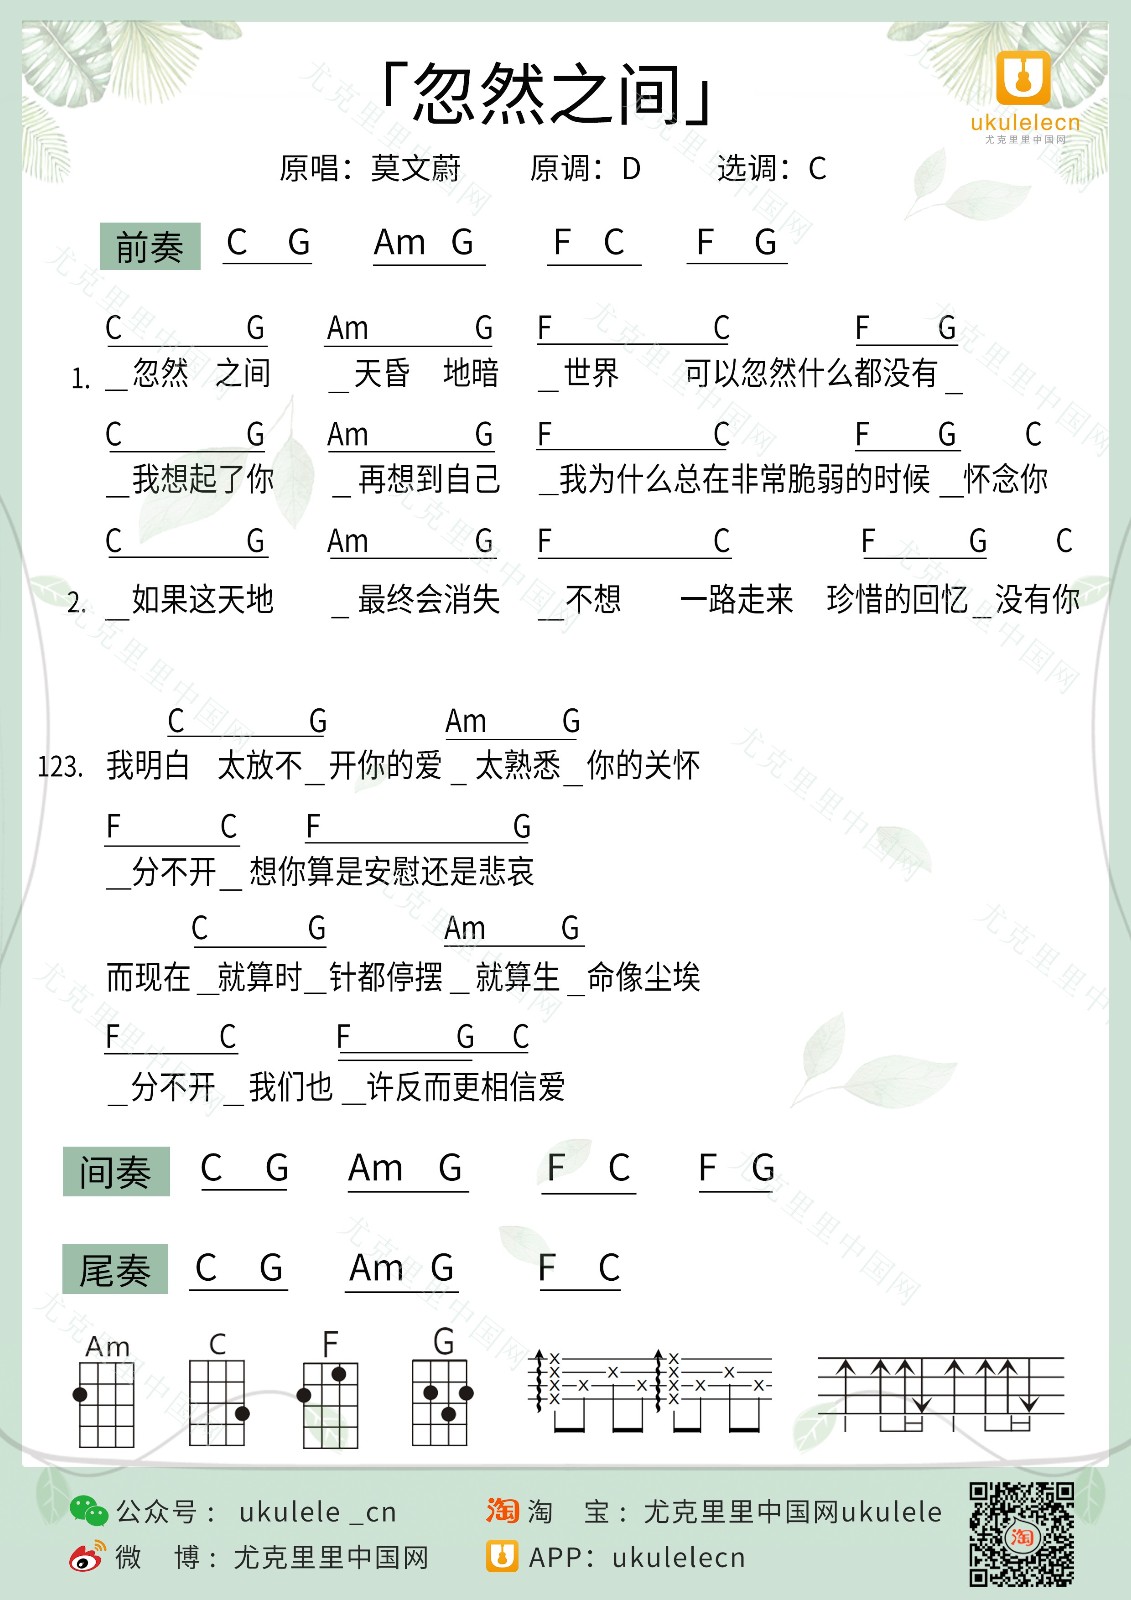 「忽然之间」
ukulelecn
尤克里里中国网
原唱：莫文蔚 原调：D 选调：C
前奏 C G Am G F C F G
C G Am G F C F G
1. _忽然 之间 _天昏 地暗 _世界 可以忽然什么都没有_
C G Am G F C F G C
_我想起了你 _再想到自己 _我为什么总在非常脆弱的时候 _怀念你
C G Am G F C F G C
2. _如果这天地 _最终会消失 _不想 一路走来 珍惜的回忆_没有你
C G Am G
123. 我明白 太放不_开你的爱_太熟悉_你的关怀
F C F G
_分不开_想你算是安慰还是悲哀
C G Am G
而现在_就算时_针都停摆_就算生_命像尘埃
F C F G C
_分不开_我们也_许反而更相信爱
间奏 C G Am G F C F G
尾奏 C G Am G F C
Am C F G
公众号： ukulele _cn
淘 淘 宝：尤克里里中国网ukulele
微 博：尤克里里中国网
APP：ukulelecn
淘